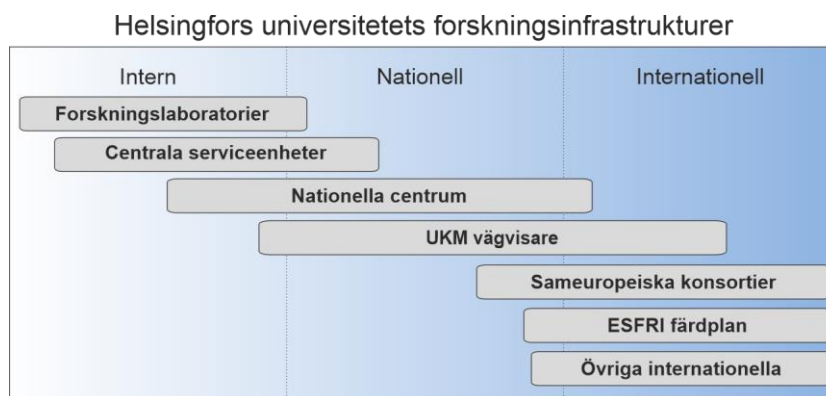 Helsingfors universitetets forskningsinfrastrukturer
Intern Nationell Internationell
Forskningslaboratorier
Centrala serviceenheter
Nationella centrum
UKM vägvisare
Sameuropeiska konsortier
ESFRI färdplan
Övriga internationella